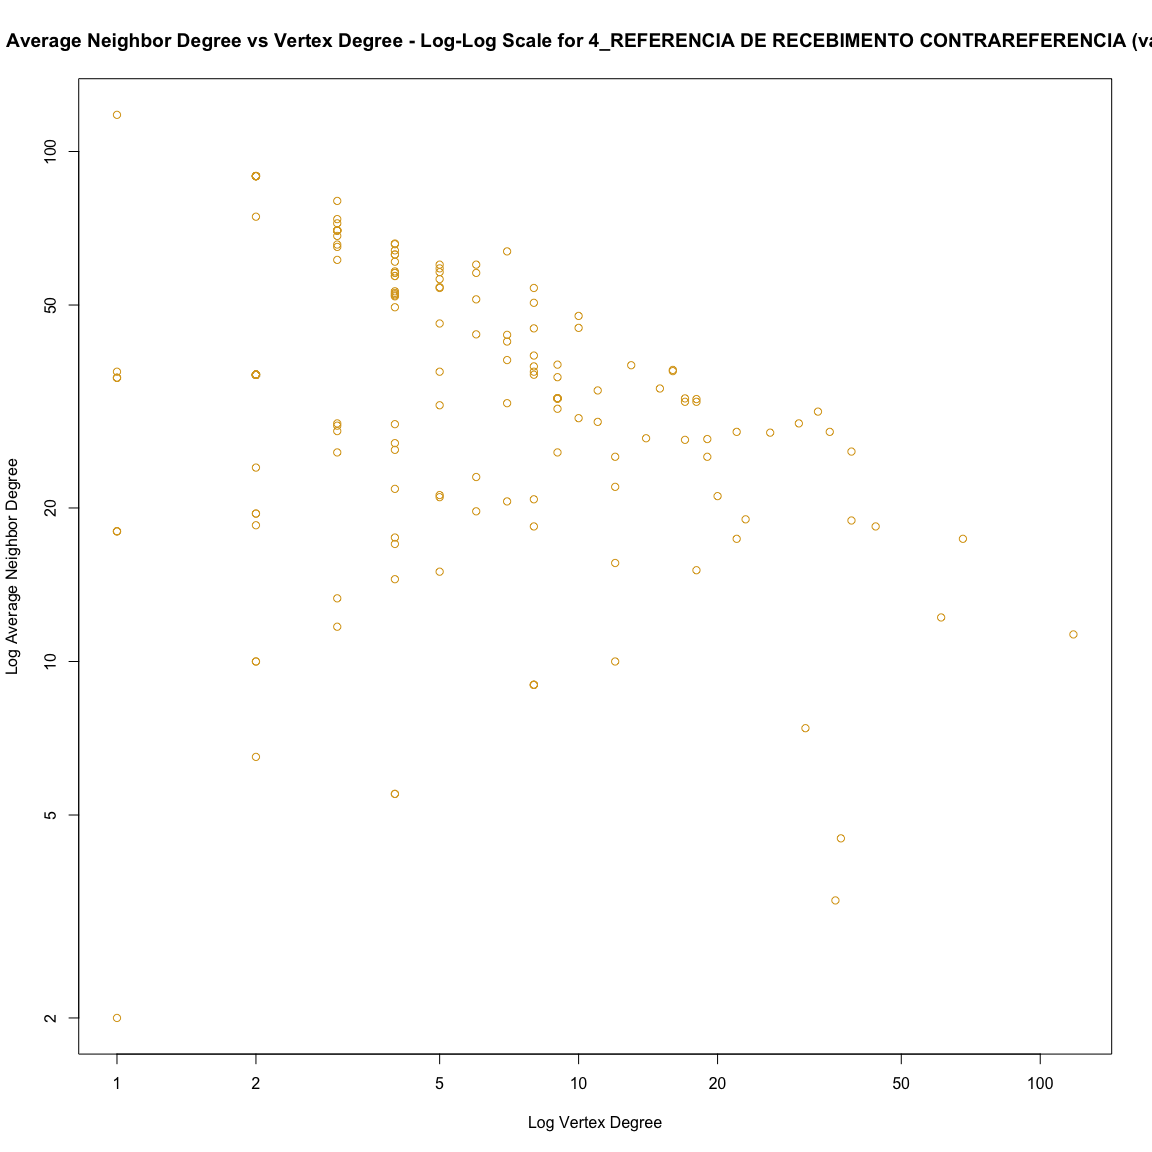 Average Neighbor Degree vs Vertex Degree - Log-Log Scale for 4_REFERENCIA DE RECEBIMENTO CONTRAREFERENCIA (va
100
50
20
10
5
2
Log Average Neighbor Degree
1 2 5 10 20 50 100
Log Vertex Degree